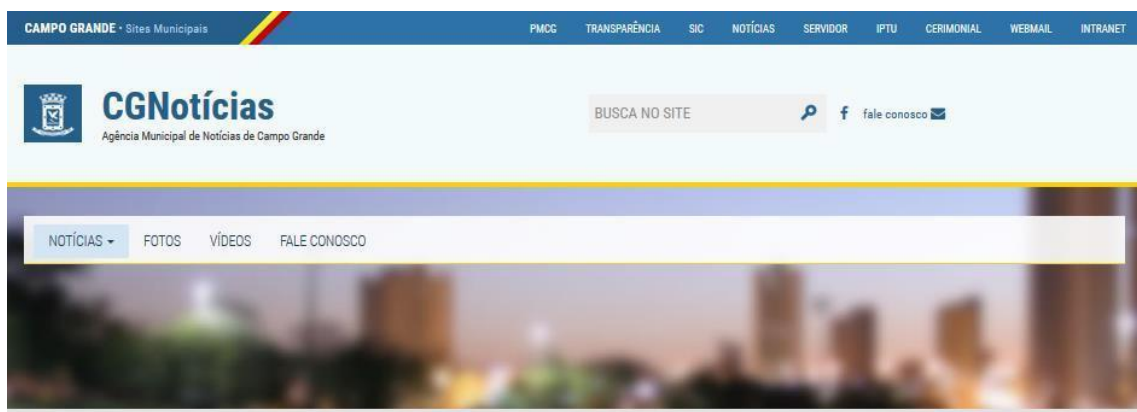 CAMPO GRANDE • Sites Municipais
PMCG TRANSPARÊNCIA SIC NOTÍCIAS SERVIDOR IPTU CERIMONIAL WEBMAIL INTRANET
CGNotícias
Agência Municipal de Notícias de Campo Grande
BUSCA NO SITE
fale conosco
NOTÍCIAS FOTOS VÍDEOS FALE CONOSCO